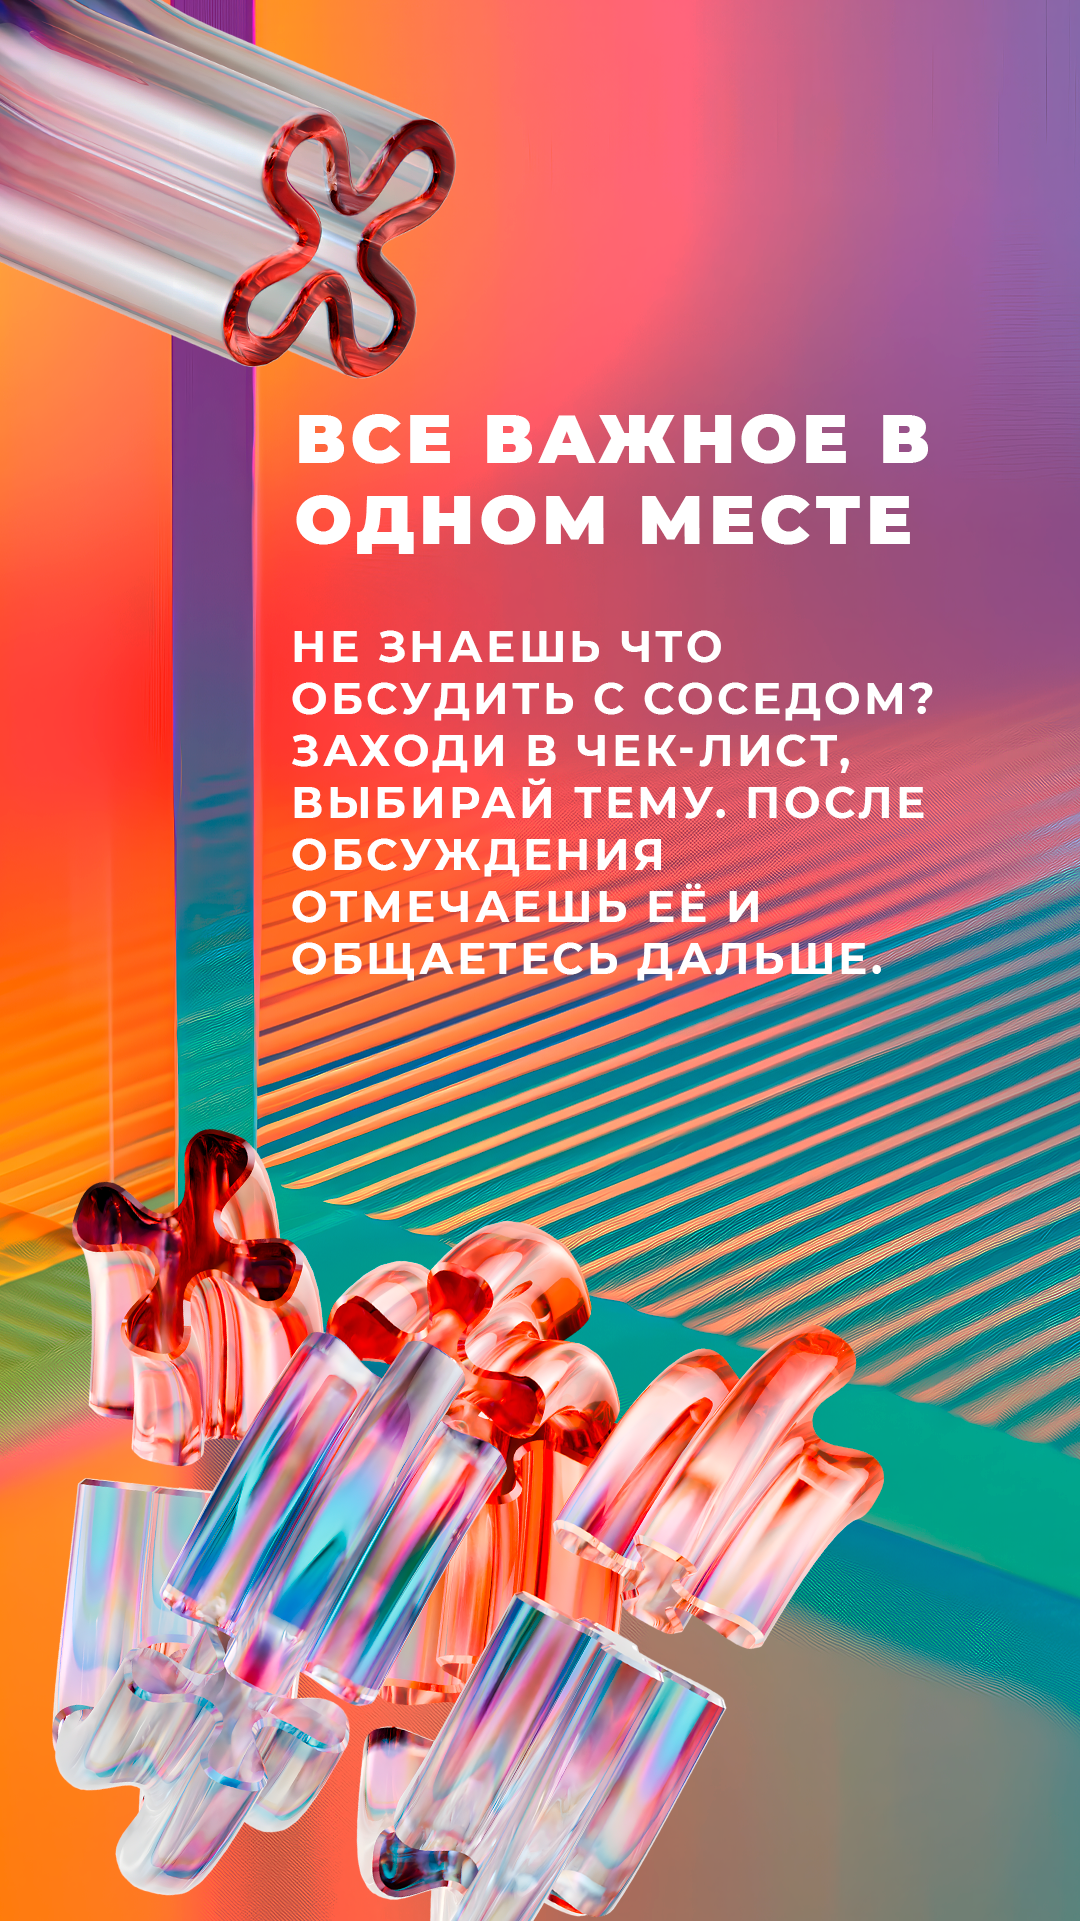 ВСЕ ВАЖНОЕ В
ОДНОМ МЕСТЕ
НЕ ЗНАЕШЬ ЧТО
ОБСУДИТЬ С СОСЕДОМ?
ЗАХОДИ В ЧЕК-ЛИСТ,
ВЫБИРАЙ ТЕМУ. ПОСЛЕ
ОБСУЖДЕНИЯ
ОТМЕЧАЕШЬ ЕЁ И
ОБЩАЕТЕСЬ ДАЛЬШЕ.